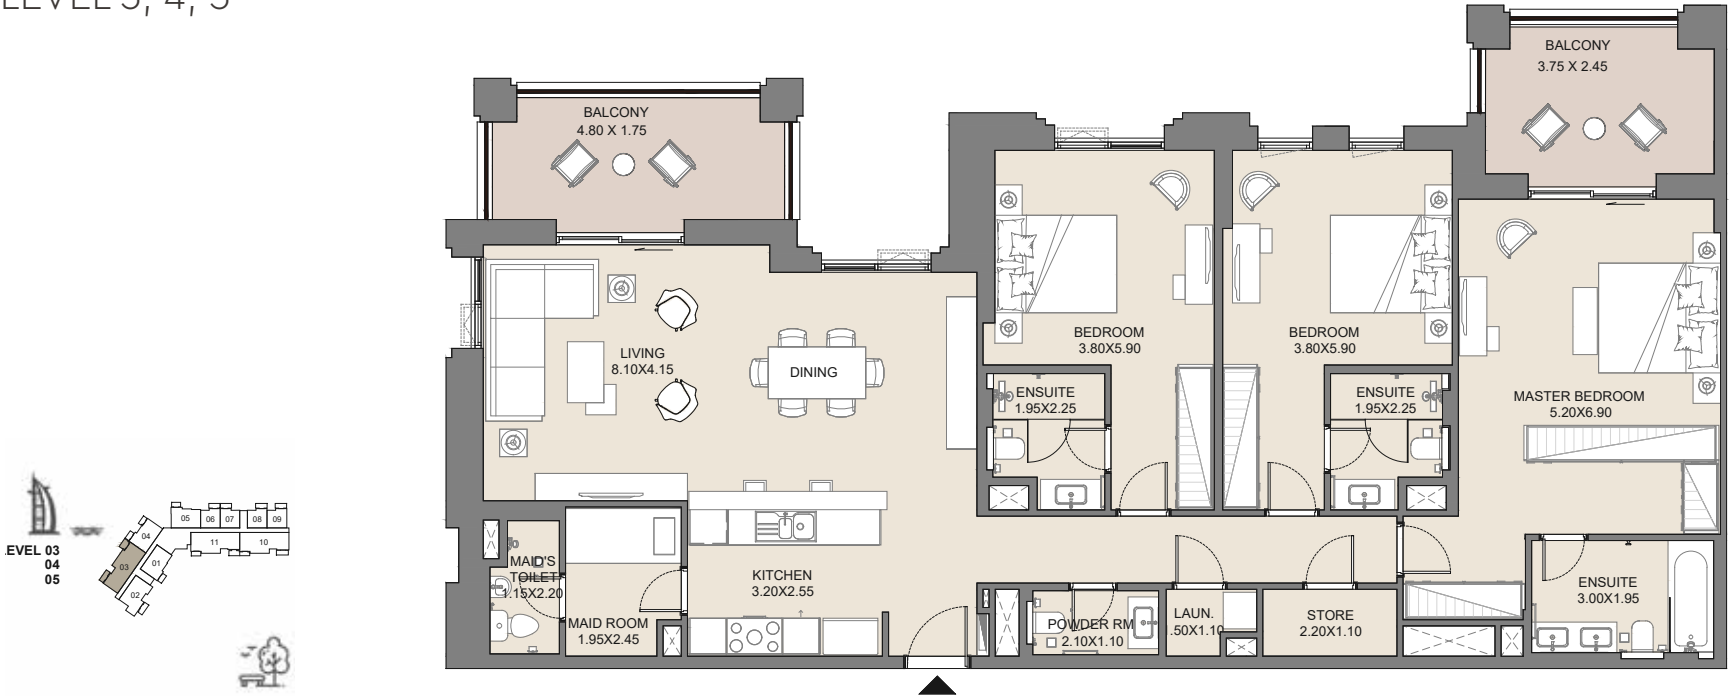 LEVEL 3, 4, 5
BALCONY
4.80 X 1.75
BALCONY
3.75 X 2.45
LIVING
8.10X4.15
DINING
BEDROOM
3.80X5.90
BEDROOM
3.80X5.90
ENSUITE
1.95X2.25
ENSUITE
1.95X2.25
MASTER BEDROOM
5.20X6.90
MAID'S
TOILET
1.15X2.20
MAID ROOM
1.95X2.45
KITCHEN
3.20X2.55
POWDER RM
2.10X1.10
LAUN.
.50X1.10
STORE
2.20X1.10
ENSUITE
3.00X1.95
EVEL 03
04
05
05
06
07
08
09
04
03
01
02
11
10